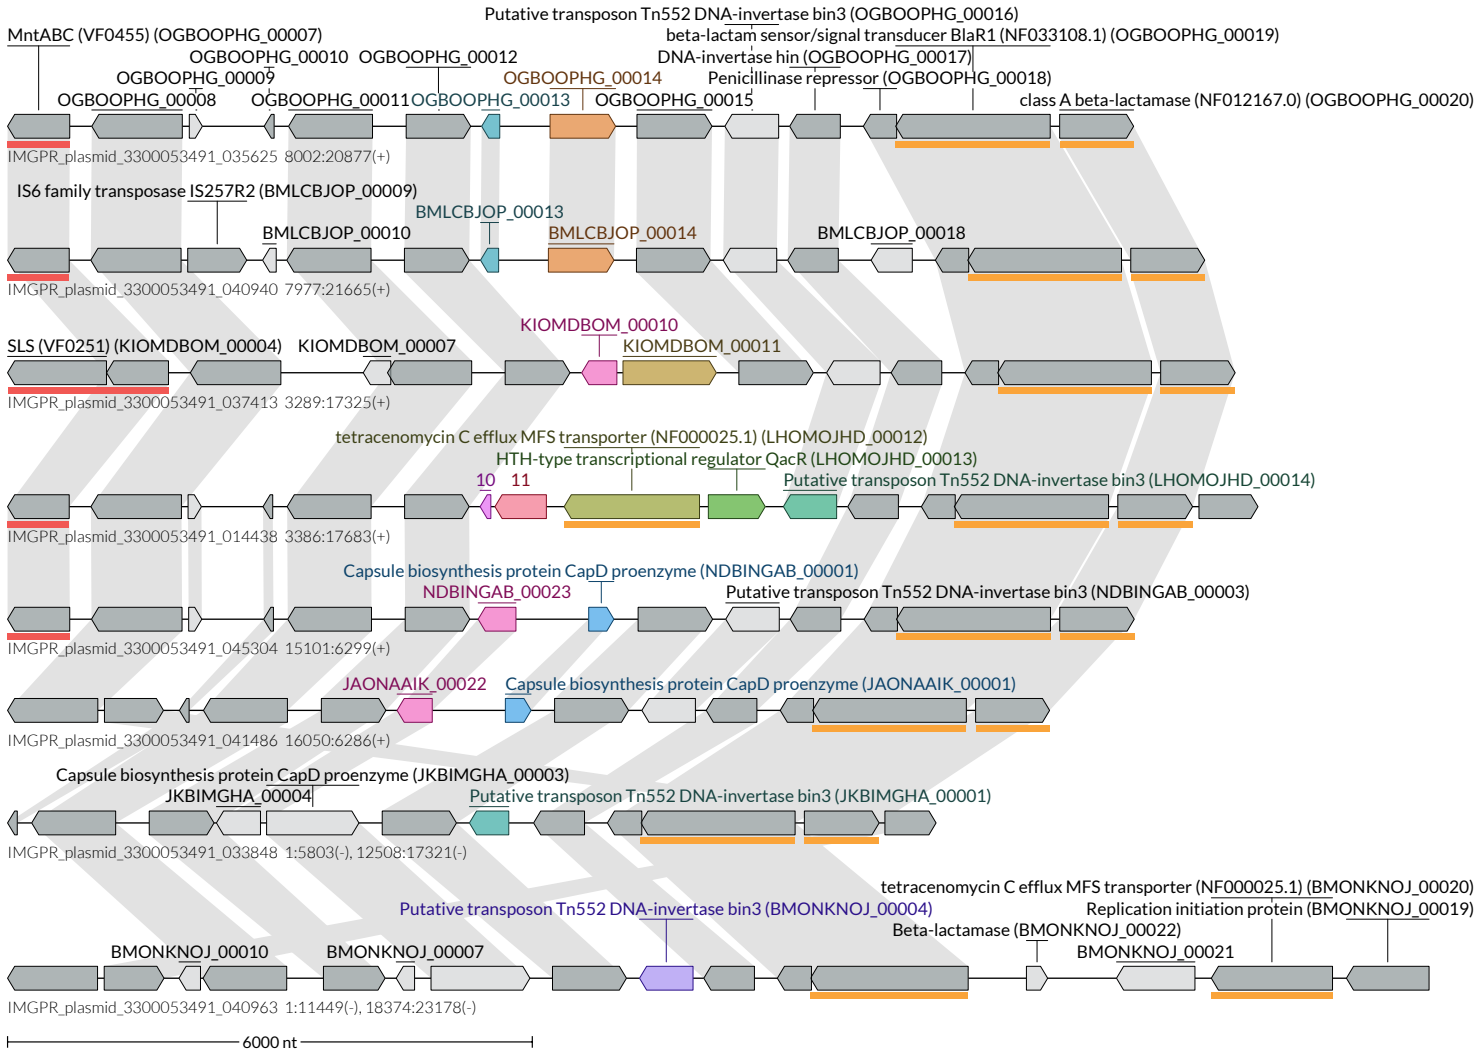 Putative transposon Tn552 DNA-invertase bin3 (OGBOOPHG_00016)
MntABC (VF0455) (OGBOOPHG_00007)
beta-lactam sensor/signal transducer BlaR1 (NF033108.1) (OGBOOPHG_00019)
OGBOOPHG_00010 OGBOOPHG_00012 DNA-invertase hin (OGBOOPHG_00017)
OGBOOPHG_00009 OGBOOPHG_00014 Penicillinase repressor (OGBOOPHG_00018)
OGBOOPHG_00008 OGBOOPHG_00011 OGBOOPHG_00013 OGBOOPHG_00015 class A beta-lactamase (NF012167.0) (OGBOOPHG_00020)
IMGPR_plasmid_3300053491_035625 8002:20877(+)
IS6 family transposase IS257R2 (BMLCBJOP_00009)
BMLCBJOP_00013
BMLCBJOP_00010 BMLCBJOP_00014 BMLCBJOP_00018
IMGPR_plasmid_3300053491_040940 7977:21665(+)
KIOMDBOM_00010
SLS (VF0251) (KIOMDBOM_00004) KIOMDBOM_00007 KIOMDBOM_00011
IMGPR_plasmid_3300053491_037413 3289:17325(+)
tetracenomycin C efflux MFS transporter (NF000025.1) (LHOMOJHD_00012)
HTH-type transcriptional regulator QacR (LHOMOJHD_00013)
10 11 Putative transposon Tn552 DNA-invertase bin3 (LHOMOJHD_00014)
IMGPR_plasmid_3300053491_014438 3386:17683(+)
Capsule biosynthesis protein CapD proenzyme (NDBINGAB_00001)
NDBINGAB_00023 Putative transposon Tn552 DNA-invertase bin3 (NDBINGAB_00003)
IMGPR_plasmid_3300053491_045304 15101:6299(+)
JAONAAIK_00022 Capsule biosynthesis protein CapD proenzyme (JAONAAIK_00001)
IMGPR_plasmid_3300053491_041486 16050:6286(+)
Capsule biosynthesis protein CapD proenzyme (JKBIMGHA_00003)
JKBIMGHA_00004 Putative transposon Tn552 DNA-invertase bin3 (JKBIMGHA_00001)
IMGPR_plasmid_3300053491_033848 1:5803(-), 12508:17321(-)
tetracenomycin C efflux MFS transporter (NF000025.1) (BMONKNOJ_00020)
Putative transposon Tn552 DNA-invertase bin3 (BMONKNOJ_00004) Replication initiation protein (BMONKNOJ_00019)
Beta-lactamase (BMONKNOJ_00022)
BMONKNOJ_00010 BMONKNOJ_00007 BMONKNOJ_00021
IMGPR_plasmid_3300053491_040963 1:11449(-), 18374:23178(-)
6000 nt